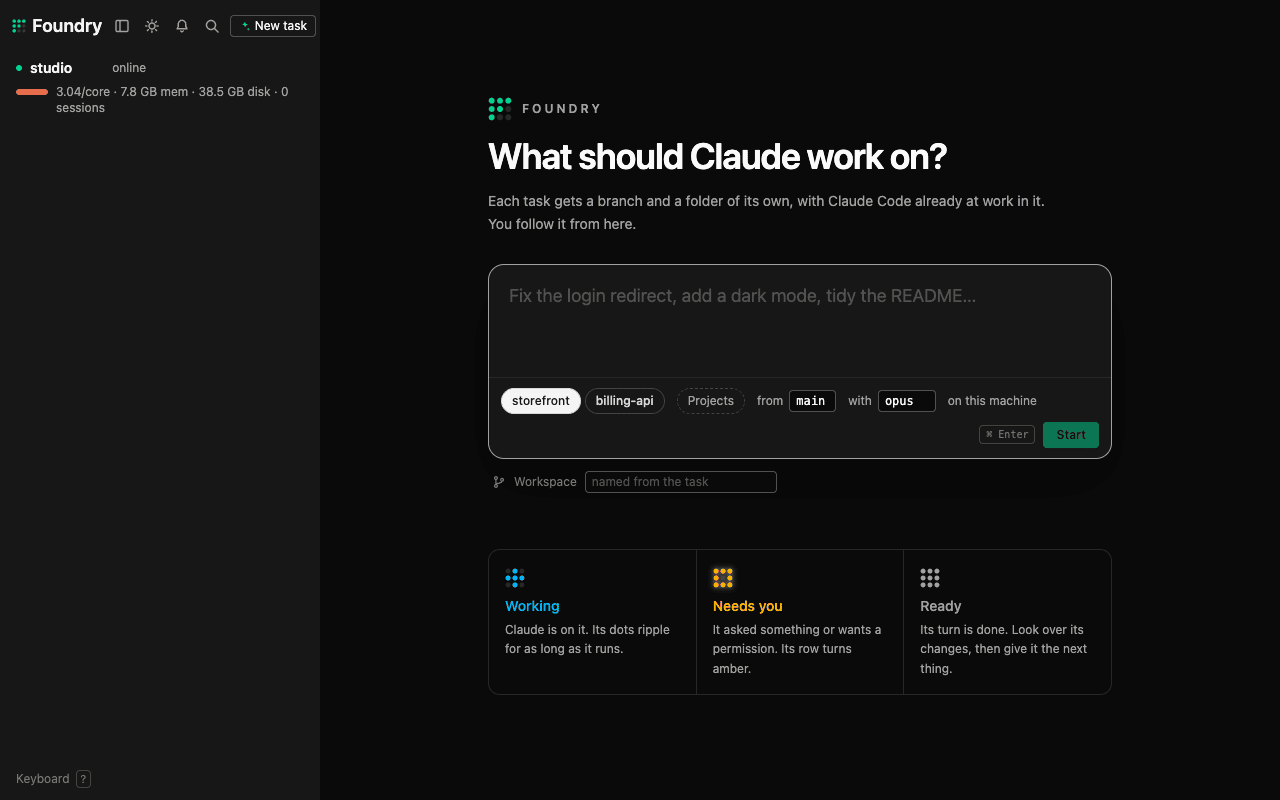 Foundry
New task
studio online
3.04/core · 7.8 GB mem · 38.5 GB disk · 0
sessions
FOUNDRY
What should Claude work on?
Each task gets a branch and a folder of its own, with Claude Code already at work in it.
You follow it from here.
Fix the login redirect, add a dark mode, tidy the README...
storefront billing-api Projects from main with opus on this machine
⌘ Enter Start
Workspace named from the task
Working
Claude is on it. Its dots ripple
for as long as it runs.
Needs you
It asked something or wants a
permission. Its row turns
amber.
Ready
Its turn is done. Look over its
changes, then give it the next
thing.
Keyboard ?